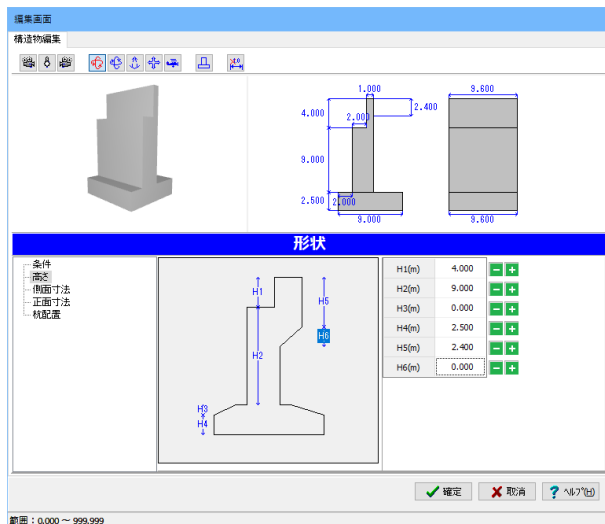 編集画面
構造物編集
1.000
9.600
4.000
2.400
2.000
9.000
2.500
2.000
9.000
9.600
形状
条件
高さ
側面寸法
正面寸法
杭配置
H1
H5
H6
H2
H3
H4
H1(m) 4.000
H2(m) 9.000
H3(m) 0.000
H4(m) 2.500
H5(m) 2.400
H6(m) 0.000
確定
取消
? ヘルプ(H)
範囲：0.000 ～ 999.999